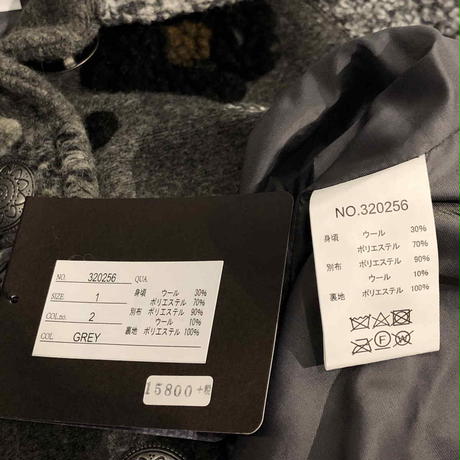 NO. 320256 QUA
SIZE 1 身頃 ウール 30%
ポリエステル 70%
COL.no. 2 別布 ポリエステル 90%
ウール 10%
COL GREY 裏地 ポリエステル 100%
15800+税
NO.320256
身頃 ウール 30%
ポリエステル 70%
別布 ポリエステル 90%
ウール 10%
裏地 ポリエステル 100%